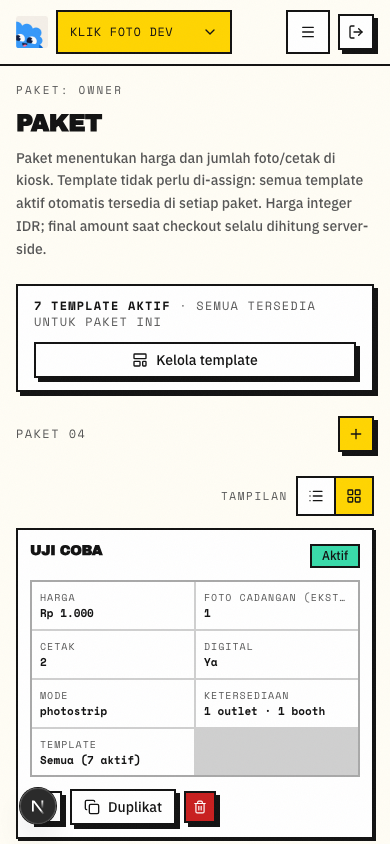 KLIK FOTO DEV
PAKET: OWNER
PAKET
Paket menentukan harga dan jumlah foto/cetak di
kiosk. Template tidak perlu di-assign: semua template
aktif otomatis tersedia di setiap paket. Harga integer
IDR; final amount saat checkout selalu dihitung server-
side.
7 TEMPLATE AKTIF · SEMUA TERSEDIA
UNTUK PAKET INI
Kelola template
PAKET 04
TAMPILAN
UJI COBA
Aktif
HARGA
Rp 1.000
FOTO CADANGAN (EKST…
1
CETAK
2
DIGITAL
Ya
MODE
photostrip
KETERSEDIAAN
1 outlet · 1 booth
TEMPLATE
Semua (7 aktif)
N
Duplikat